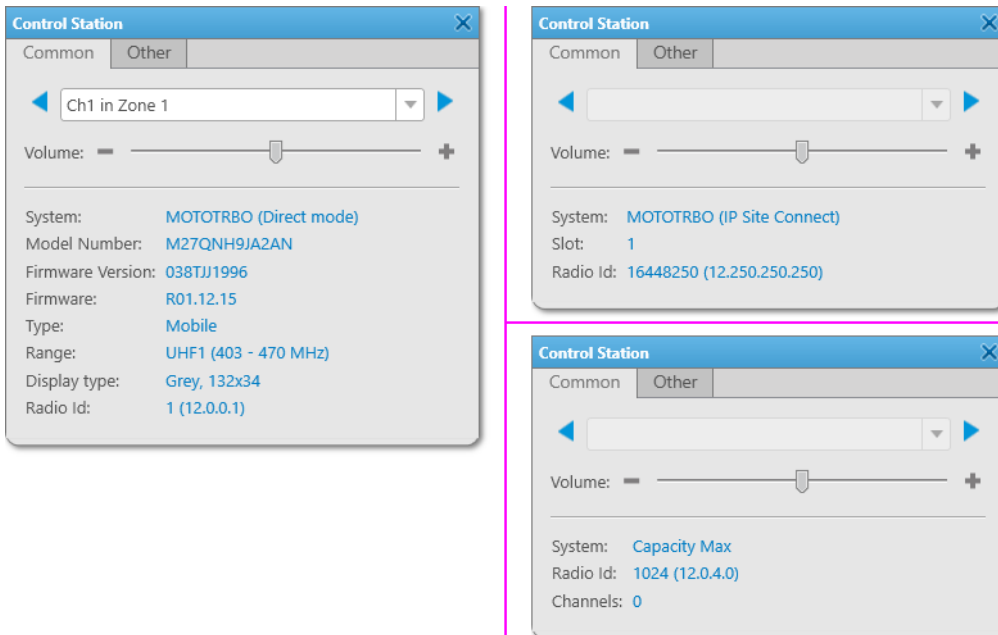 Control Station
Common Other
Ch1 in Zone 1
Volume:
System: MOTOTRBO (Direct mode)
Model Number: M27QNH9JA2AN
Firmware Version: 038TJJ1996
Firmware: R01.12.15
Type: Mobile
Range: UHF1 (403 - 470 MHz)
Display type: Grey, 132x34
Radio Id: 1 (12.0.0.1)
Control Station
Common Other
Volume:
System: MOTOTRBO (IP Site Connect)
Slot: 1
Radio Id: 16448250 (12.250.250.250)
Control Station
Common Other
Volume:
System: Capacity Max
Radio Id: 1024 (12.0.4.0)
Channels: 0